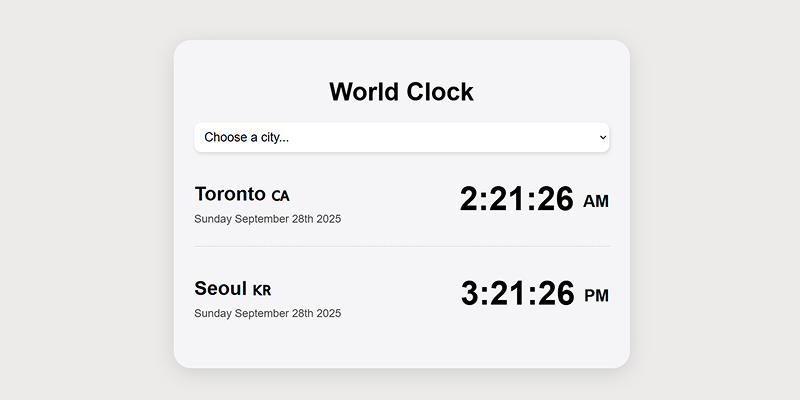 World Clock
Choose a city...
Toronto CA
2:21:26 AM
Sunday September 28th 2025
Seoul KR
3:21:26 PM
Sunday September 28th 2025